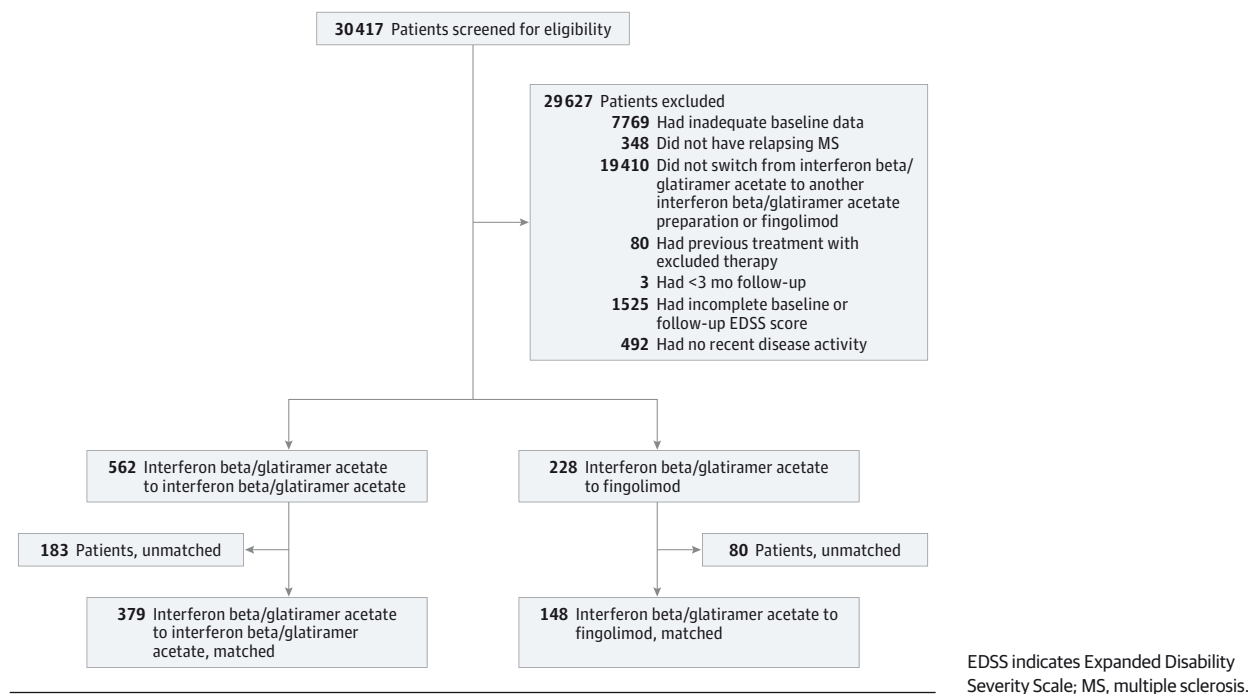 30417 Patients screened for eligibility
29627 Patients excluded
7769 Had inadequate baseline data
348 Did not have relapsing MS
19410 Did not switch from interferon beta/
glatiramer acetate to another
interferon beta/glatiramer acetate
preparation or fingolimod
80 Had previous treatment with
excluded therapy
3 Had <3 mo follow-up
1525 Had incomplete baseline or
follow-up EDSS score
492 Had no recent disease activity
562 Interferon beta/glatiramer acetate
to interferon beta/glatiramer acetate
228 Interferon beta/glatiramer acetate
to fingolimod
183 Patients, unmatched
80 Patients, unmatched
379 Interferon beta/glatiramer acetate
to interferon beta/glatiramer
acetate, matched
148 Interferon beta/glatiramer acetate to
fingolimod, matched
EDSS indicates Expanded Disability
Severity Scale; MS, multiple sclerosis.